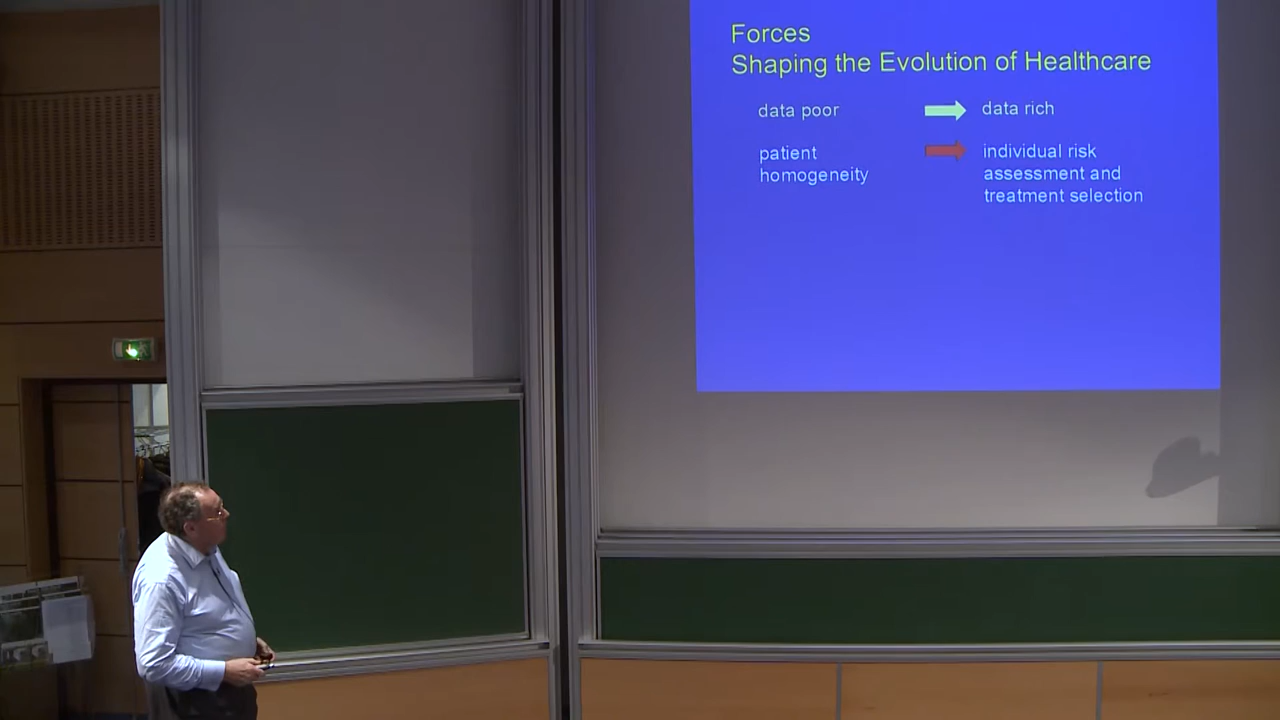 Forces
Shaping the Evolution of Healthcare
data poor
data rich
patient
homogeneity
individual risk
assessment and
treatment selection